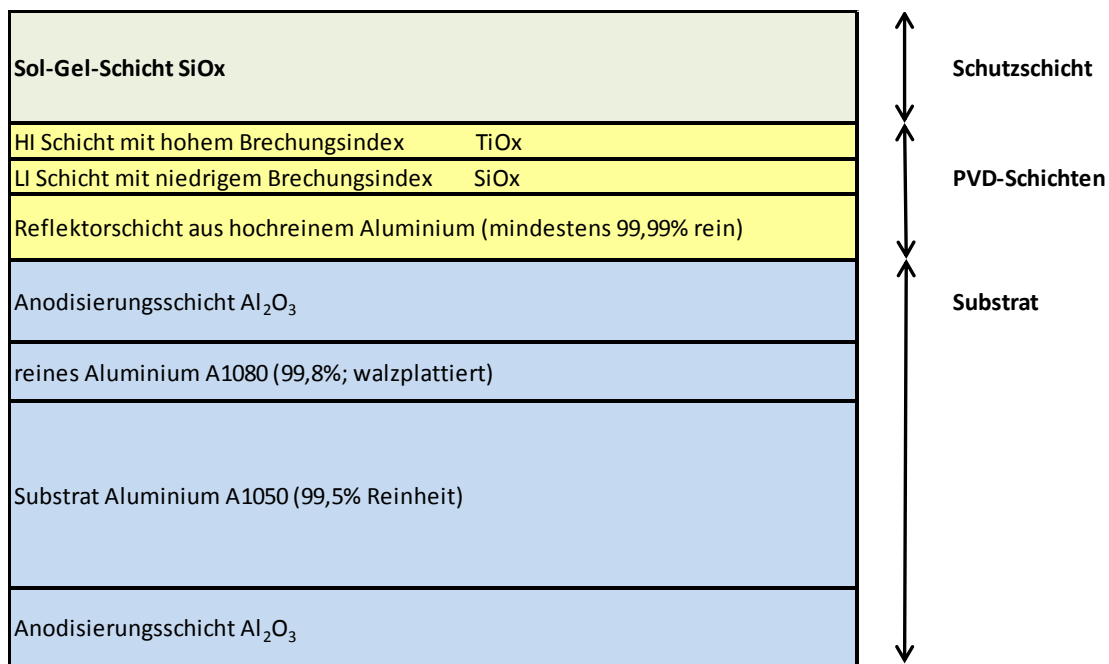 Sol-Gel-Schicht SiOx
Schutzschicht
HI Schicht mit hohem Brechungsindex TiOx
LI Schicht mit niedrigem Brechungsindex SiOx
PVD-Schichten
Reflektorschicht aus hochreinem Aluminium (mindestens 99,99% rein)
Anodisierungsschicht Al₂O₃
Substrat
reines Aluminium A1080 (99,8%; walzplattiert)
Substrat Aluminium A1050 (99,5% Reinheit)
Anodisierungsschicht Al₂O₃